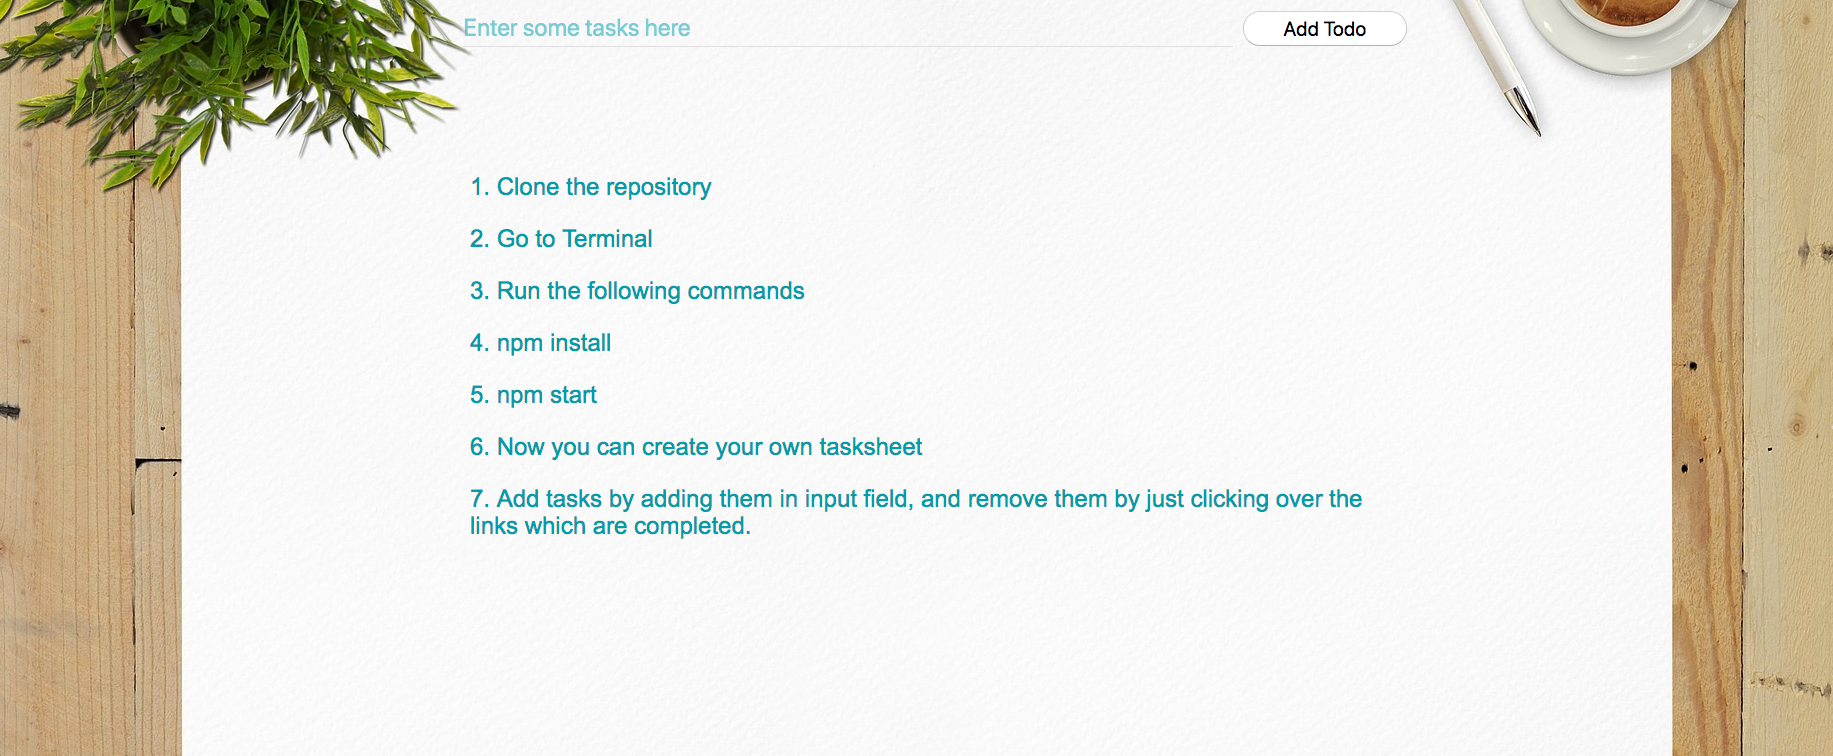 Enter some tasks here
Add Todo
1. Clone the repository
2. Go to Terminal
3. Run the following commands
4. npm install
5. npm start
6. Now you can create your own tasksheet
7. Add tasks by adding them in input field, and remove them by just clicking over the
links which are completed.